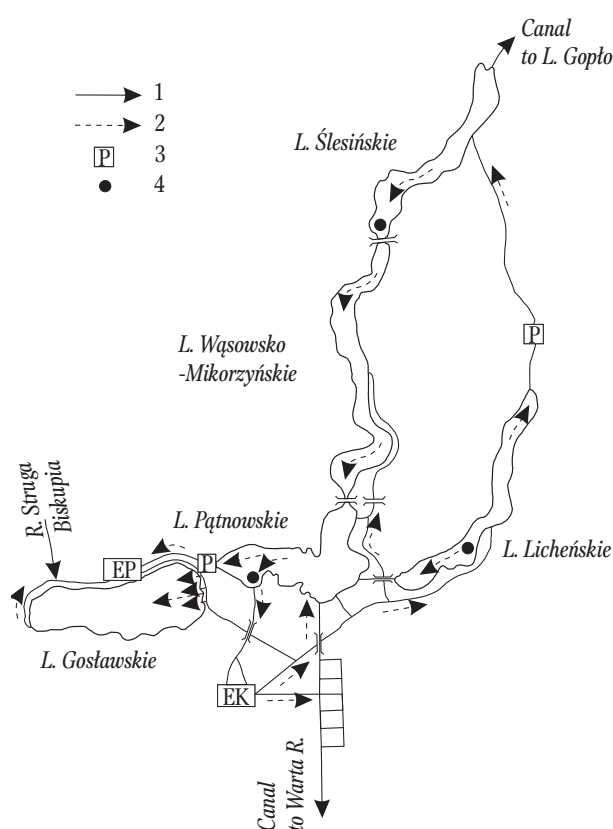 Canal
to L. Gopło
1
2
P 3
4
L. Ślesińskie
L. Wąsowsko
-Mikorzyńskie
P
R. Struga
Biskupia
L. Pątnowskie
EP
P
L. Licheńskie
L. Gosławskie
EK
Canal
to Warta R.